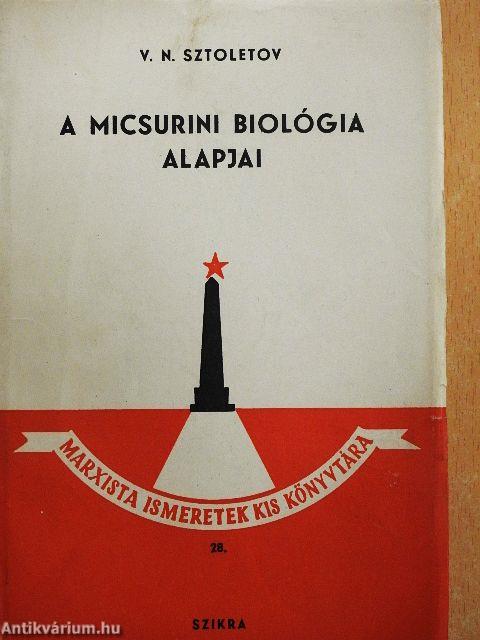 V. N. SZTOLETOV
A MICSURINI BIOLÓGIA
ALAPJAI
MARXISTA ISMERETEK KIS KÖNYVTÁRA
28.
SZIKRA
Antikvárium.hu